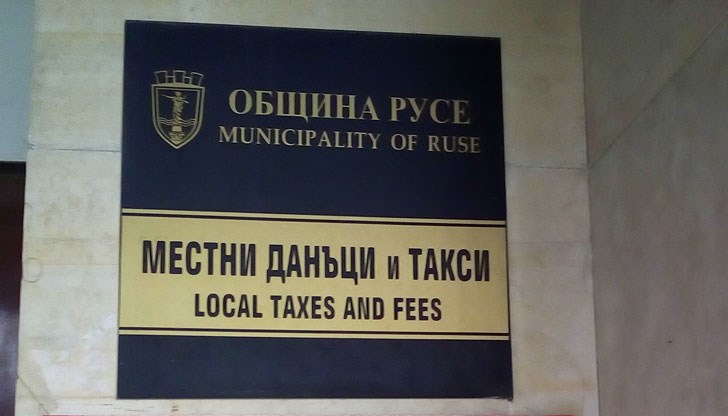 ОБЩИНА РУСЕ
MUNICIPALITY OF RUSE
МЕСТНИ ДАНЪЦИ и ТАКСИ
LOCAL TAXES AND FEES